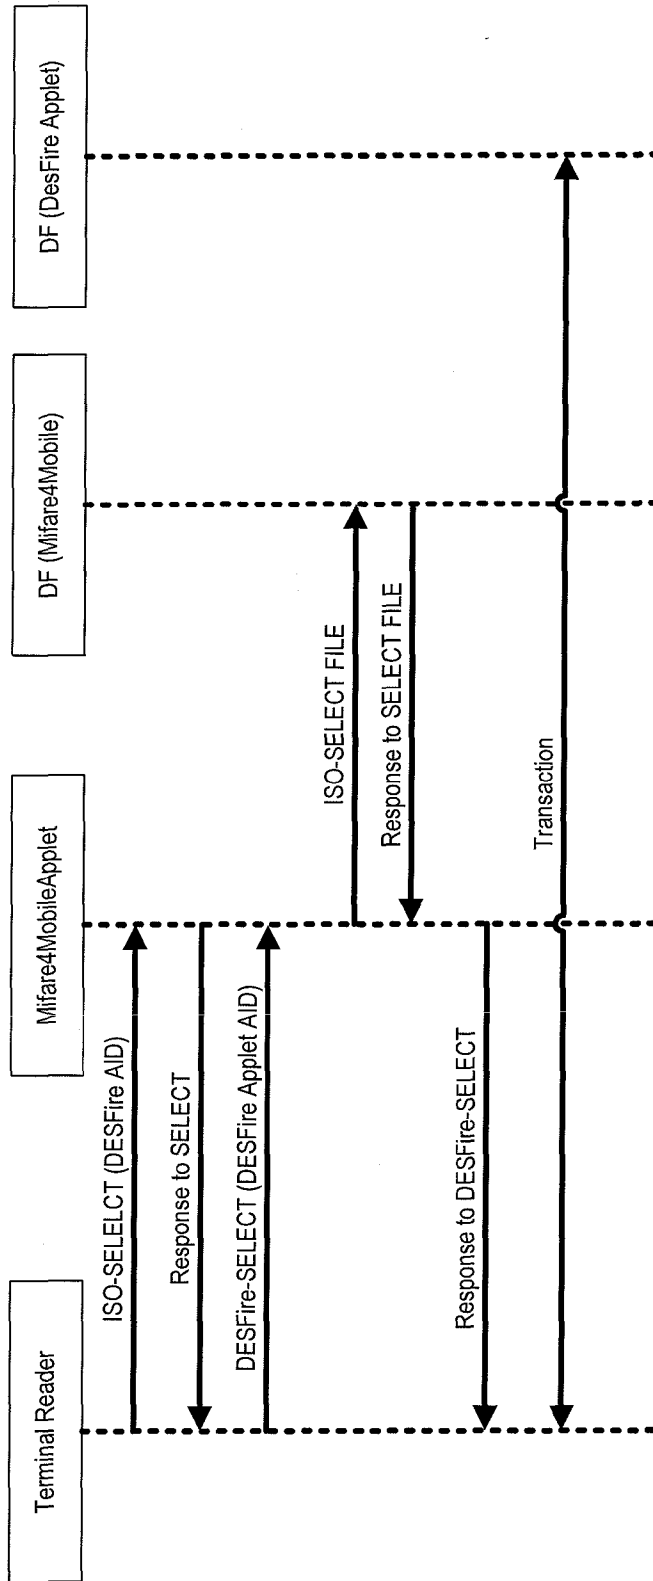 Terminal Reader
Mifare4MobileApplet
DF (Mifare4Mobile)
DF (DesFire Applet)
ISO-SELELCT (DESFire AID)
Response to SELECT
DESFire-SELECT (DESFire Applet AID)
ISO-SELECT FILE
Response to SELECT FILE
Response to DESFire-SELECT
Transaction